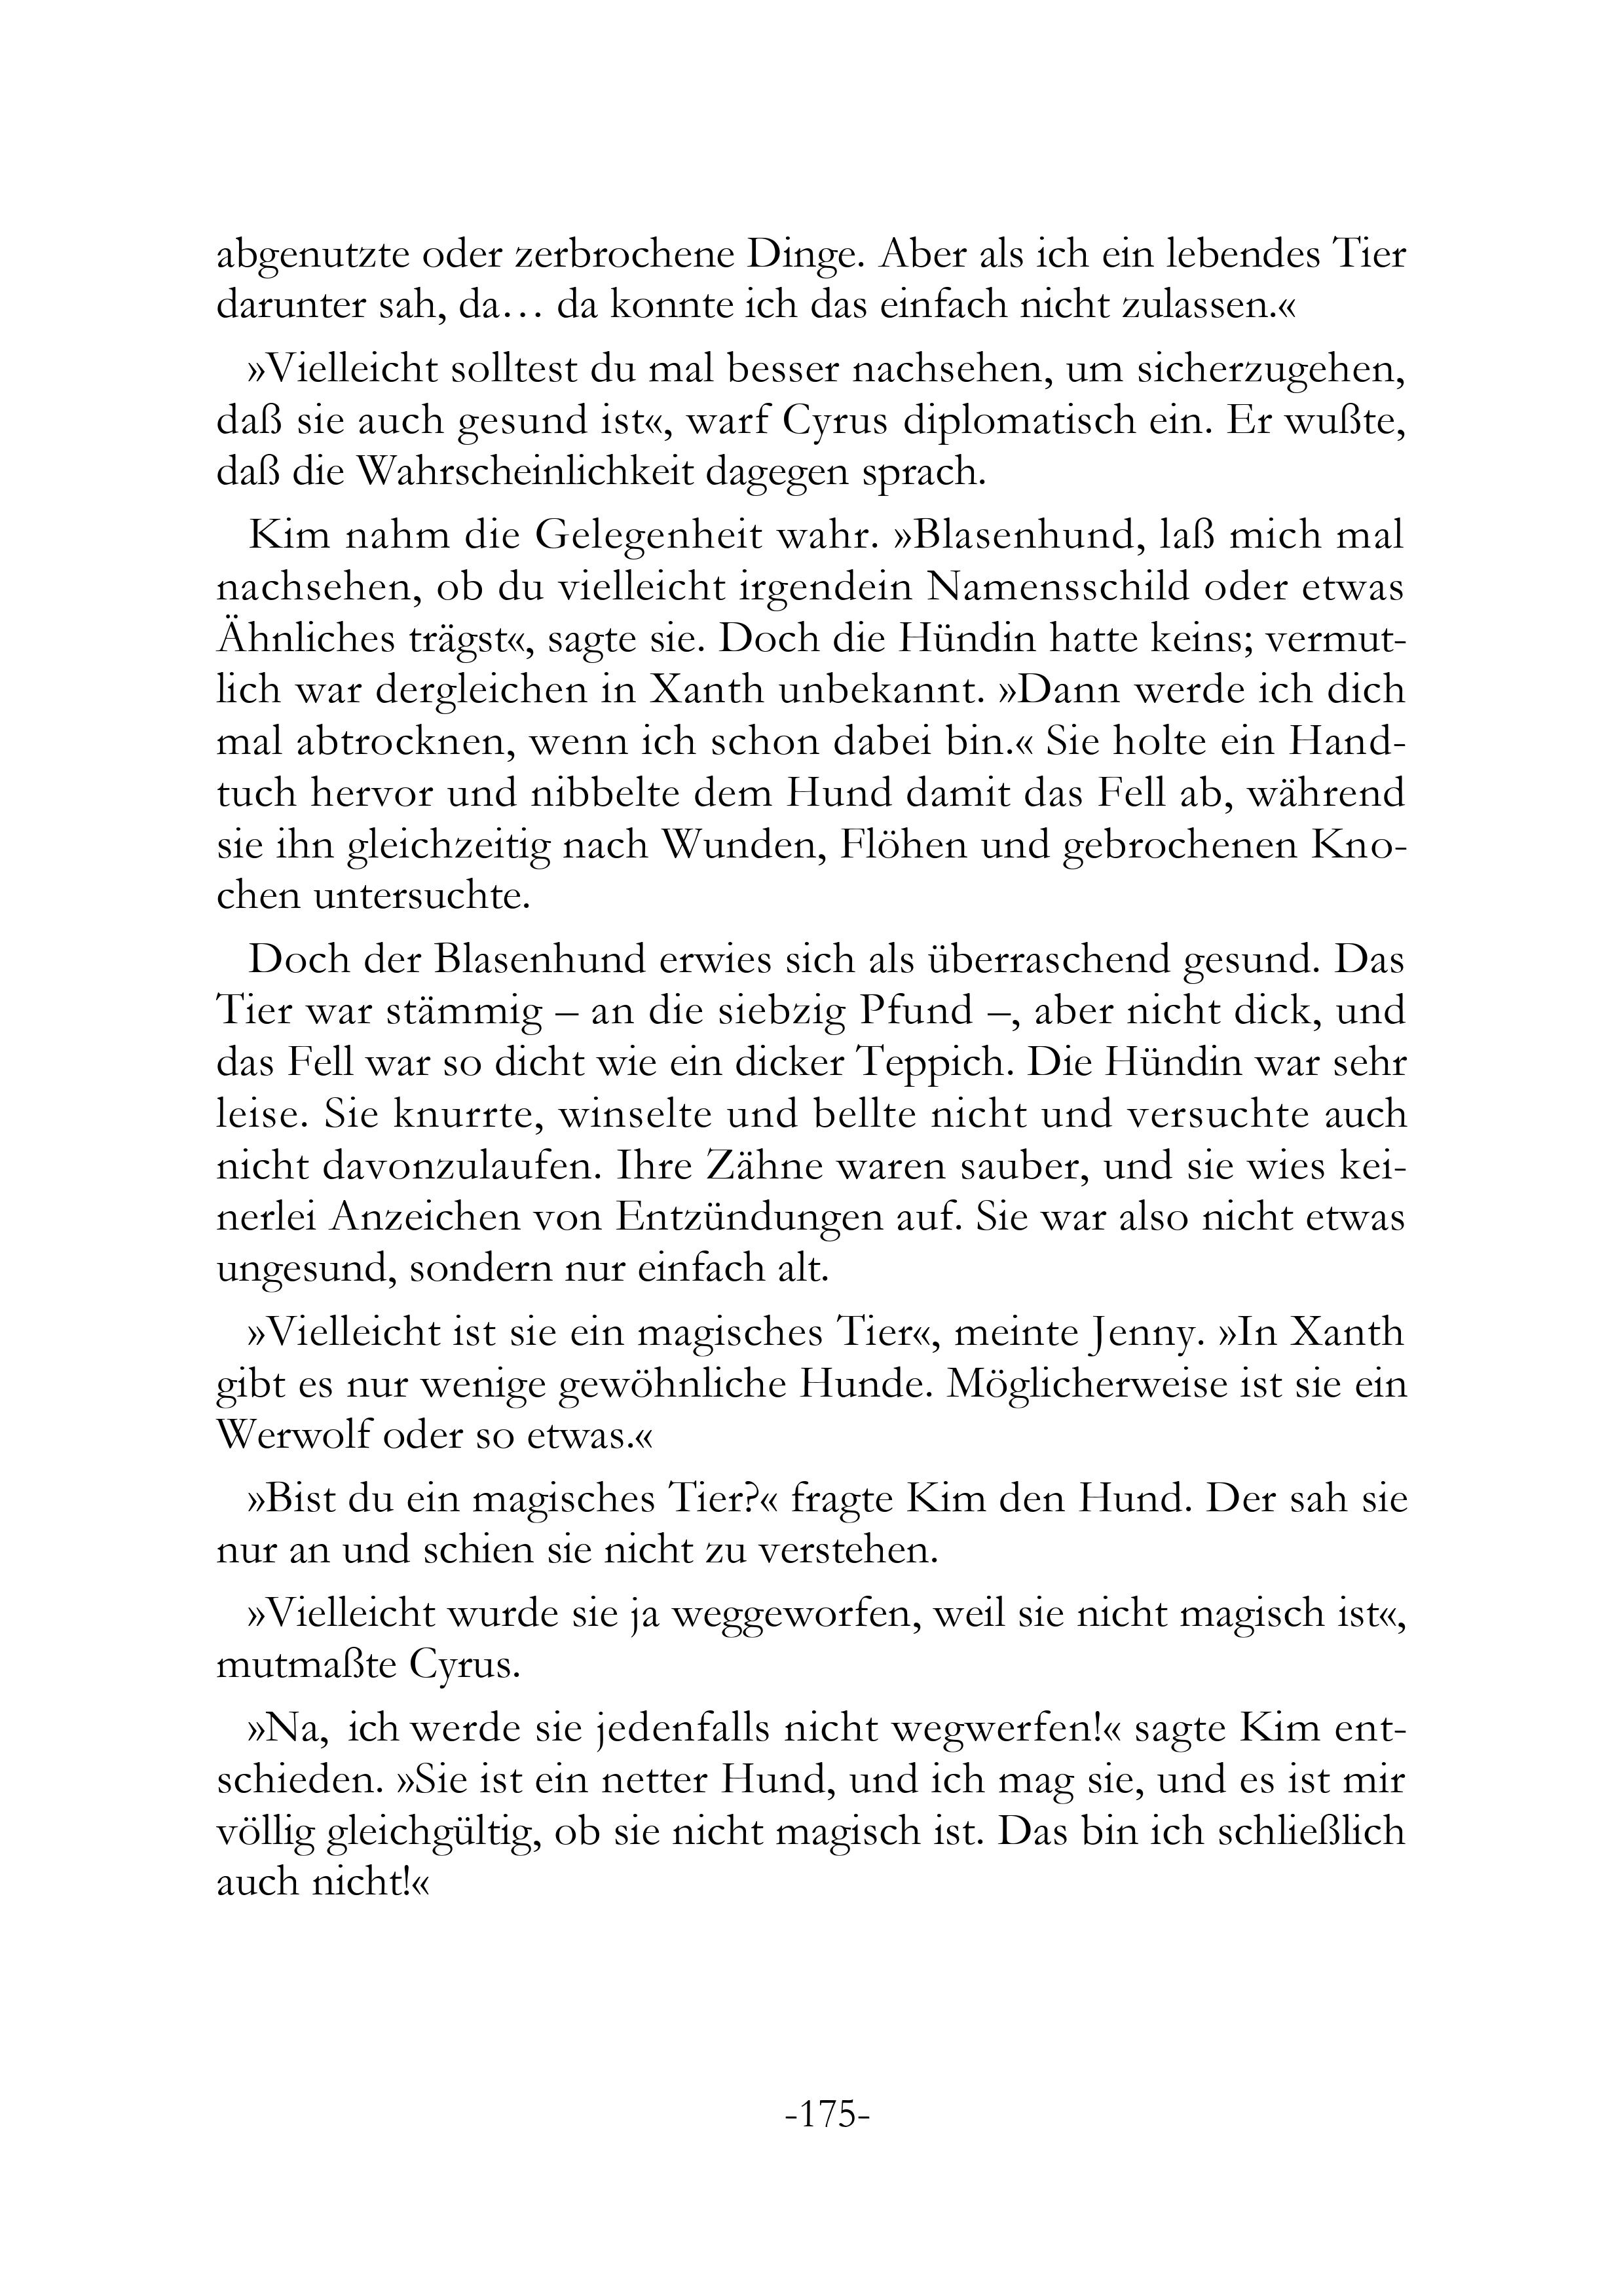 abgenutzte oder zerbrochene Dinge. Aber als ich ein lebendes Tier
darunter sah, da… da konnte ich das einfach nicht zulassen.«
»Vielleicht solltest du mal besser nachsehen, um sicherzugehen,
daß sie auch gesund ist«, warf Cyrus diplomatisch ein. Er wußte,
daß die Wahrscheinlichkeit dagegen sprach.
Kim nahm die Gelegenheit wahr. »Blasenhund, laß mich mal
nachsehen, ob du vielleicht irgendein Namensschild oder etwas
Ähnliches trägst«, sagte sie. Doch die Hündin hatte keins; vermut-
lich war dergleichen in Xanth unbekannt. »Dann werde ich dich
mal abtrocknen, wenn ich schon dabei bin.« Sie holte ein Hand-
tuch hervor und nibbelte dem Hund damit das Fell ab, während
sie ihn gleichzeitig nach Wunden, Flöhen und gebrochenen Kno-
chen untersuchte.
Doch der Blasenhund erwies sich als überraschend gesund. Das
Tier war stämmig – an die siebzig Pfund –, aber nicht dick, und
das Fell war so dicht wie ein dicker Teppich. Die Hündin war sehr
leise. Sie knurrte, winselte und bellte nicht und versuchte auch
nicht davonzulaufen. Ihre Zähne waren sauber, und sie wies kei-
nerlei Anzeichen von Entzündungen auf. Sie war also nicht etwas
ungesund, sondern nur einfach alt.
»Vielleicht ist sie ein magisches Tier«, meinte Jenny. »In Xanth
gibt es nur wenige gewöhnliche Hunde. Möglicherweise ist sie ein
Werwolf oder so etwas.«
»Bist du ein magisches Tier?« fragte Kim den Hund. Der sah sie
nur an und schien sie nicht zu verstehen.
»Vielleicht wurde sie ja weggeworfen, weil sie nicht magisch ist«,
mutmaßte Cyrus.
»Na, ich werde sie jedenfalls nicht wegwerfen!« sagte Kim ent-
schieden. »Sie ist ein netter Hund, und ich mag sie, und es ist mir
völlig gleichgültig, ob sie nicht magisch ist. Das bin ich schließlich
auch nicht!«
-175-